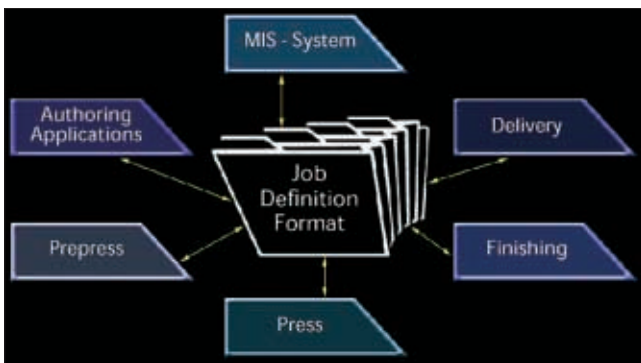 MIS - System
Authoring
Applications
Delivery
Job
Definition
Format
Prepress
Finishing
Press